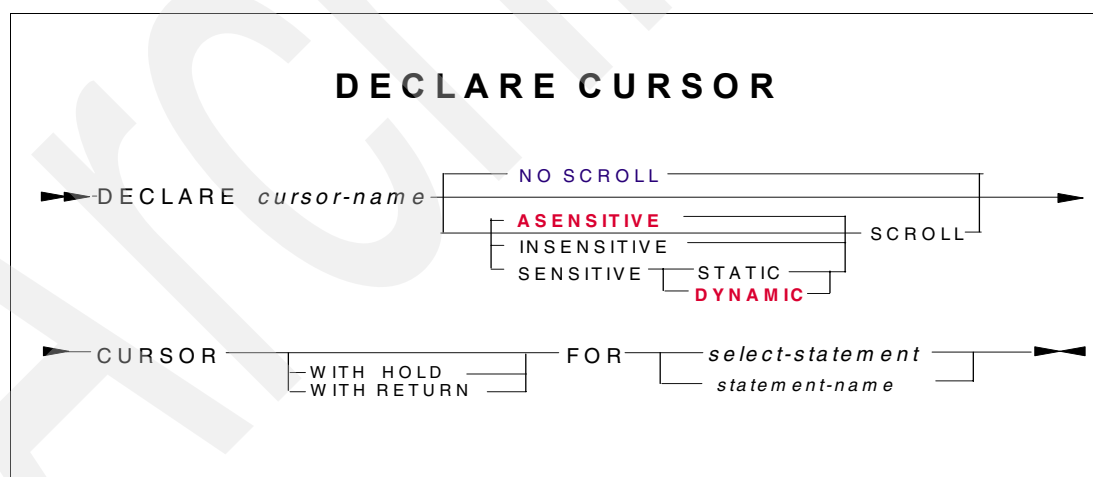 DECLARE CURSOR
NO SCROLL
DECLARE cursor-name
ASENSITIVE
SCROLL
INSENSITIVE
SENSITIVE STATIC
DYNAMIC
CURSOR FOR select-statement
WITH HOLD
WITH RETURN statement-name